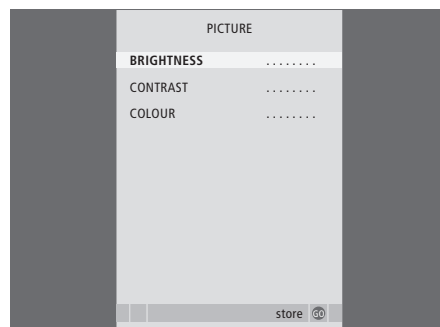 PICTURE
BRIGHTNESS ........
CONTRAST ........
COLOUR ........
store GO